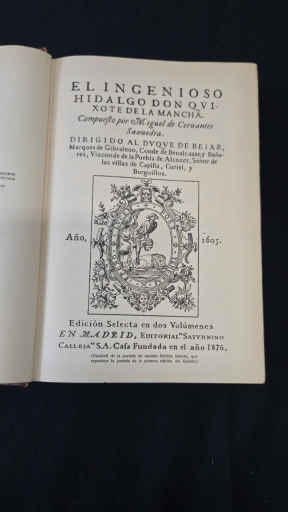 EL INGENIOSO
HIDALGO DON QVI-
XOTE DE LA MANCHA.
Compuesto por Miguel de Cervantes
Saauedra.
DIRIGIDO AL DVQVE DE BEIAR,
Marques de Gibraleon, Conde de Benalcaçar, y Baña-
res, Vizconde de la Puebla de Alcozer, Señor de
las villas de Capilla, Curiel, y
Burguillos.
Año,
1605.
Edición Selecta en dos Volúmenes
EN MADRID, EDITORIAL "SATVRNINO
CALLEJA" S.A. Casa Fundada en el año 1876.